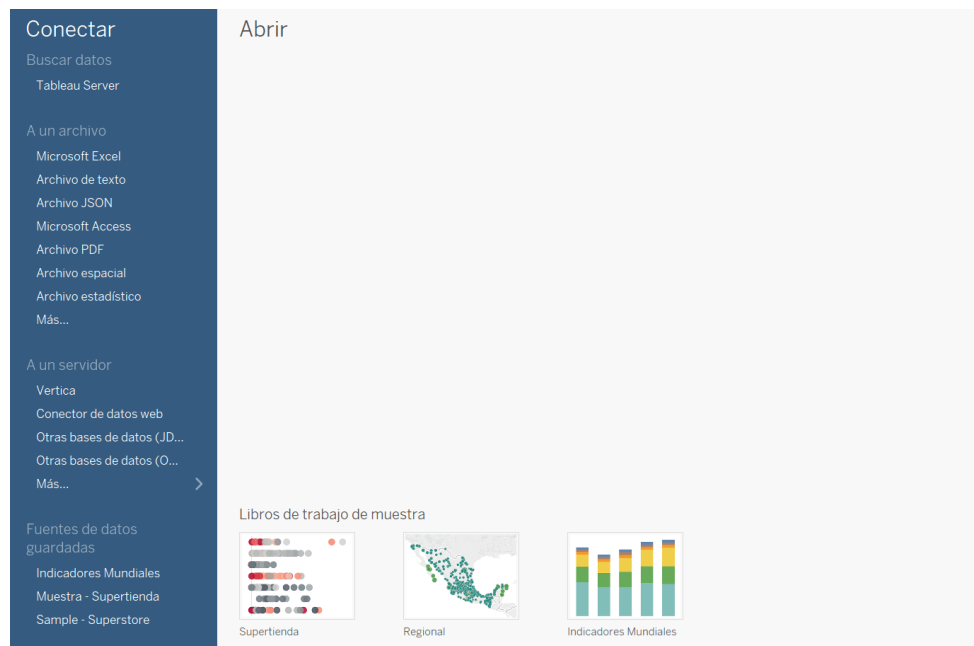 Conectar
Buscar datos
Tableau Server
A un archivo
Microsoft Excel
Archivo de texto
Archivo JSON
Microsoft Access
Archivo PDF
Archivo espacial
Archivo estadístico
Más...
A un servidor
Vertica
Conector de datos web
Otras bases de datos (JD...
Otras bases de datos (O...
Más...
Fuentes de datos
guardadas
Indicadores Mundiales
Muestra - Supertienda
Sample - Superstore
Abrir
Libros de trabajo de muestra
Supertienda
Regional
Indicadores Mundiales